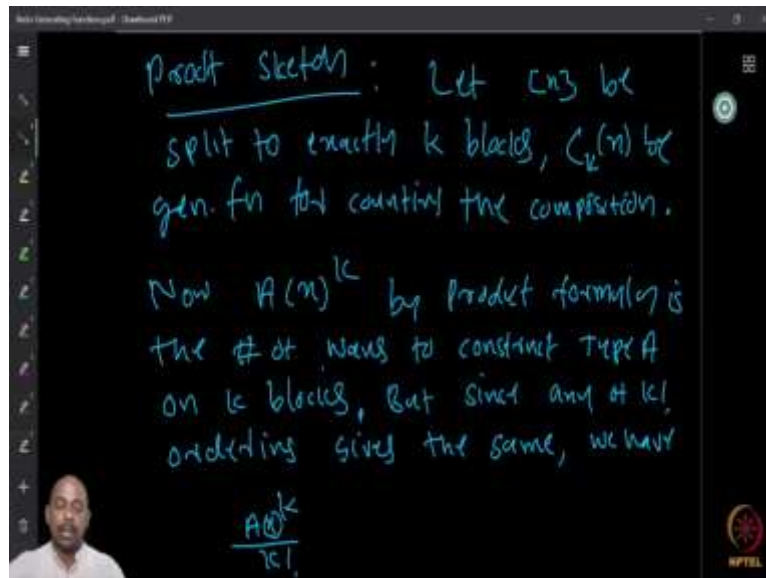 Proof sketch : Let [n] be
split to exactly k blocks, C_k(x) be
gen. fn for counting the composition.
Now A(x)^k by product formula is
the # of ways to construct Type A
on k blocks, But since any of k!
ordering gives the same, we have
A(x)^k
k!
NPTEL